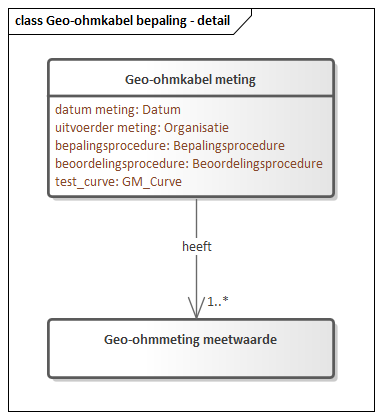 class Geo-ohmkabel bepaling - detail
Geo-ohmkabel meting
datum meting: Datum
uitvoerder meting: Organisatie
bepalingsprocedure: Bepalingsprocedure
beoordelingsprocedure: Beoordelingsprocedure
test_curve: GM_Curve
heeft
1..*
Geo-ohmmeting meetwaarde